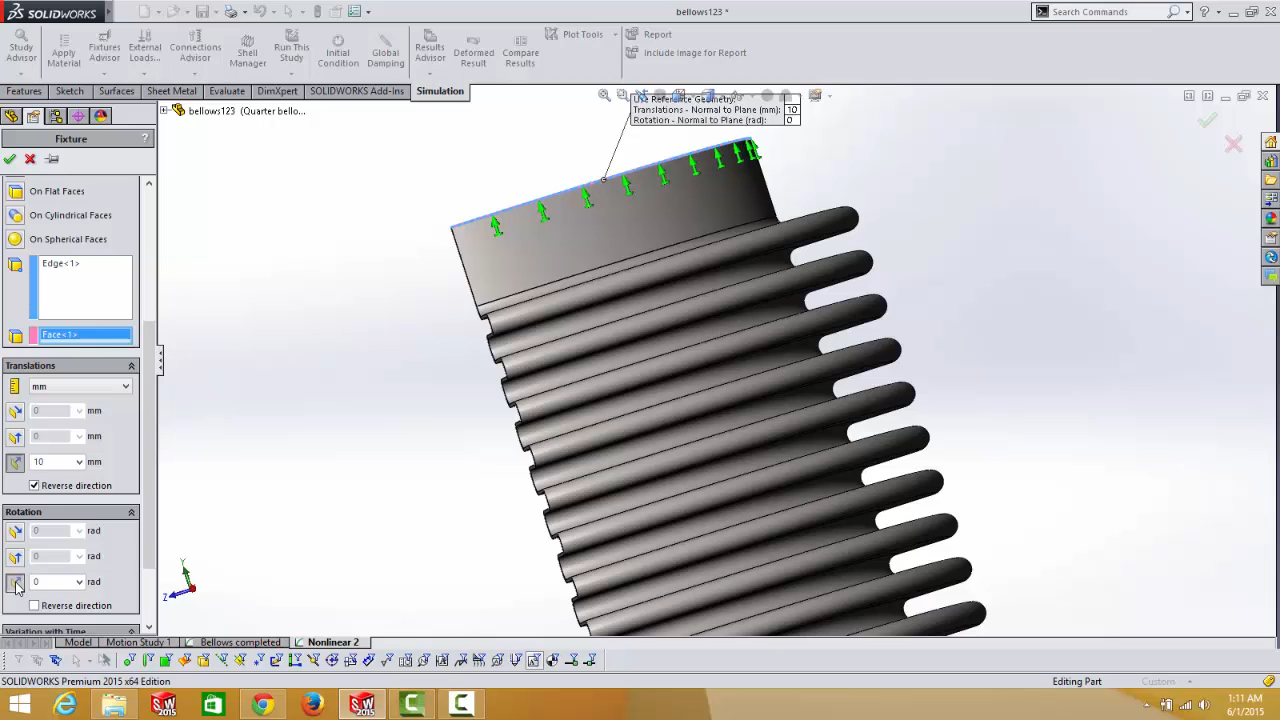 SOLIDWORKS
bellows123 *
Search Commands
Study Advisor
Apply Material
Fixtures Advisor
External Loads...
Connections Advisor
Shell Manager
Run This Study
Initial Condition
Global Damping
Results Advisor
Deformed Result
Compare Results
Plot Tools
Report
Include Image for Report
Features
Sketch
Surfaces
Sheet Metal
Evaluate
DimXpert
SOLIDWORKS Add-Ins
Simulation
bellows123 (Quarter bello...
Use Reference Geometry:
Translations - Normal to Plane (mm): 10
Rotation - Normal to Plane (rad): 0
Fixture ?
On Flat Faces
On Cylindrical Faces
On Spherical Faces
Edge<1>
Face<1>
Translations
mm
0 mm
0 mm
10 mm
Reverse direction
Rotation
0 rad
0 rad
0 rad
Reverse direction
Variation with Time
Y
Z
Model
Motion Study 1
Bellows completed
Nonlinear 2
SOLIDWORKS Premium 2015 x64 Edition
Editing Part
Custom
1:11 AM
6/1/2015